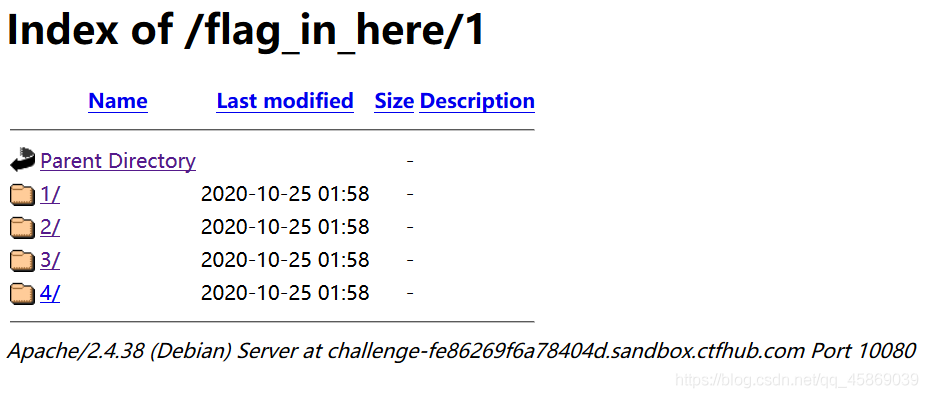 Index of /flag_in_here/1
Name Last modified Size Description
Parent Directory -
1/ 2020-10-25 01:58 -
2/ 2020-10-25 01:58 -
3/ 2020-10-25 01:58 -
4/ 2020-10-25 01:58 -
Apache/2.4.38 (Debian) Server at challenge-fe86269f6a78404d.sandbox.ctfhub.com Port 10080
https://blog.csdn.net/qq_45869039